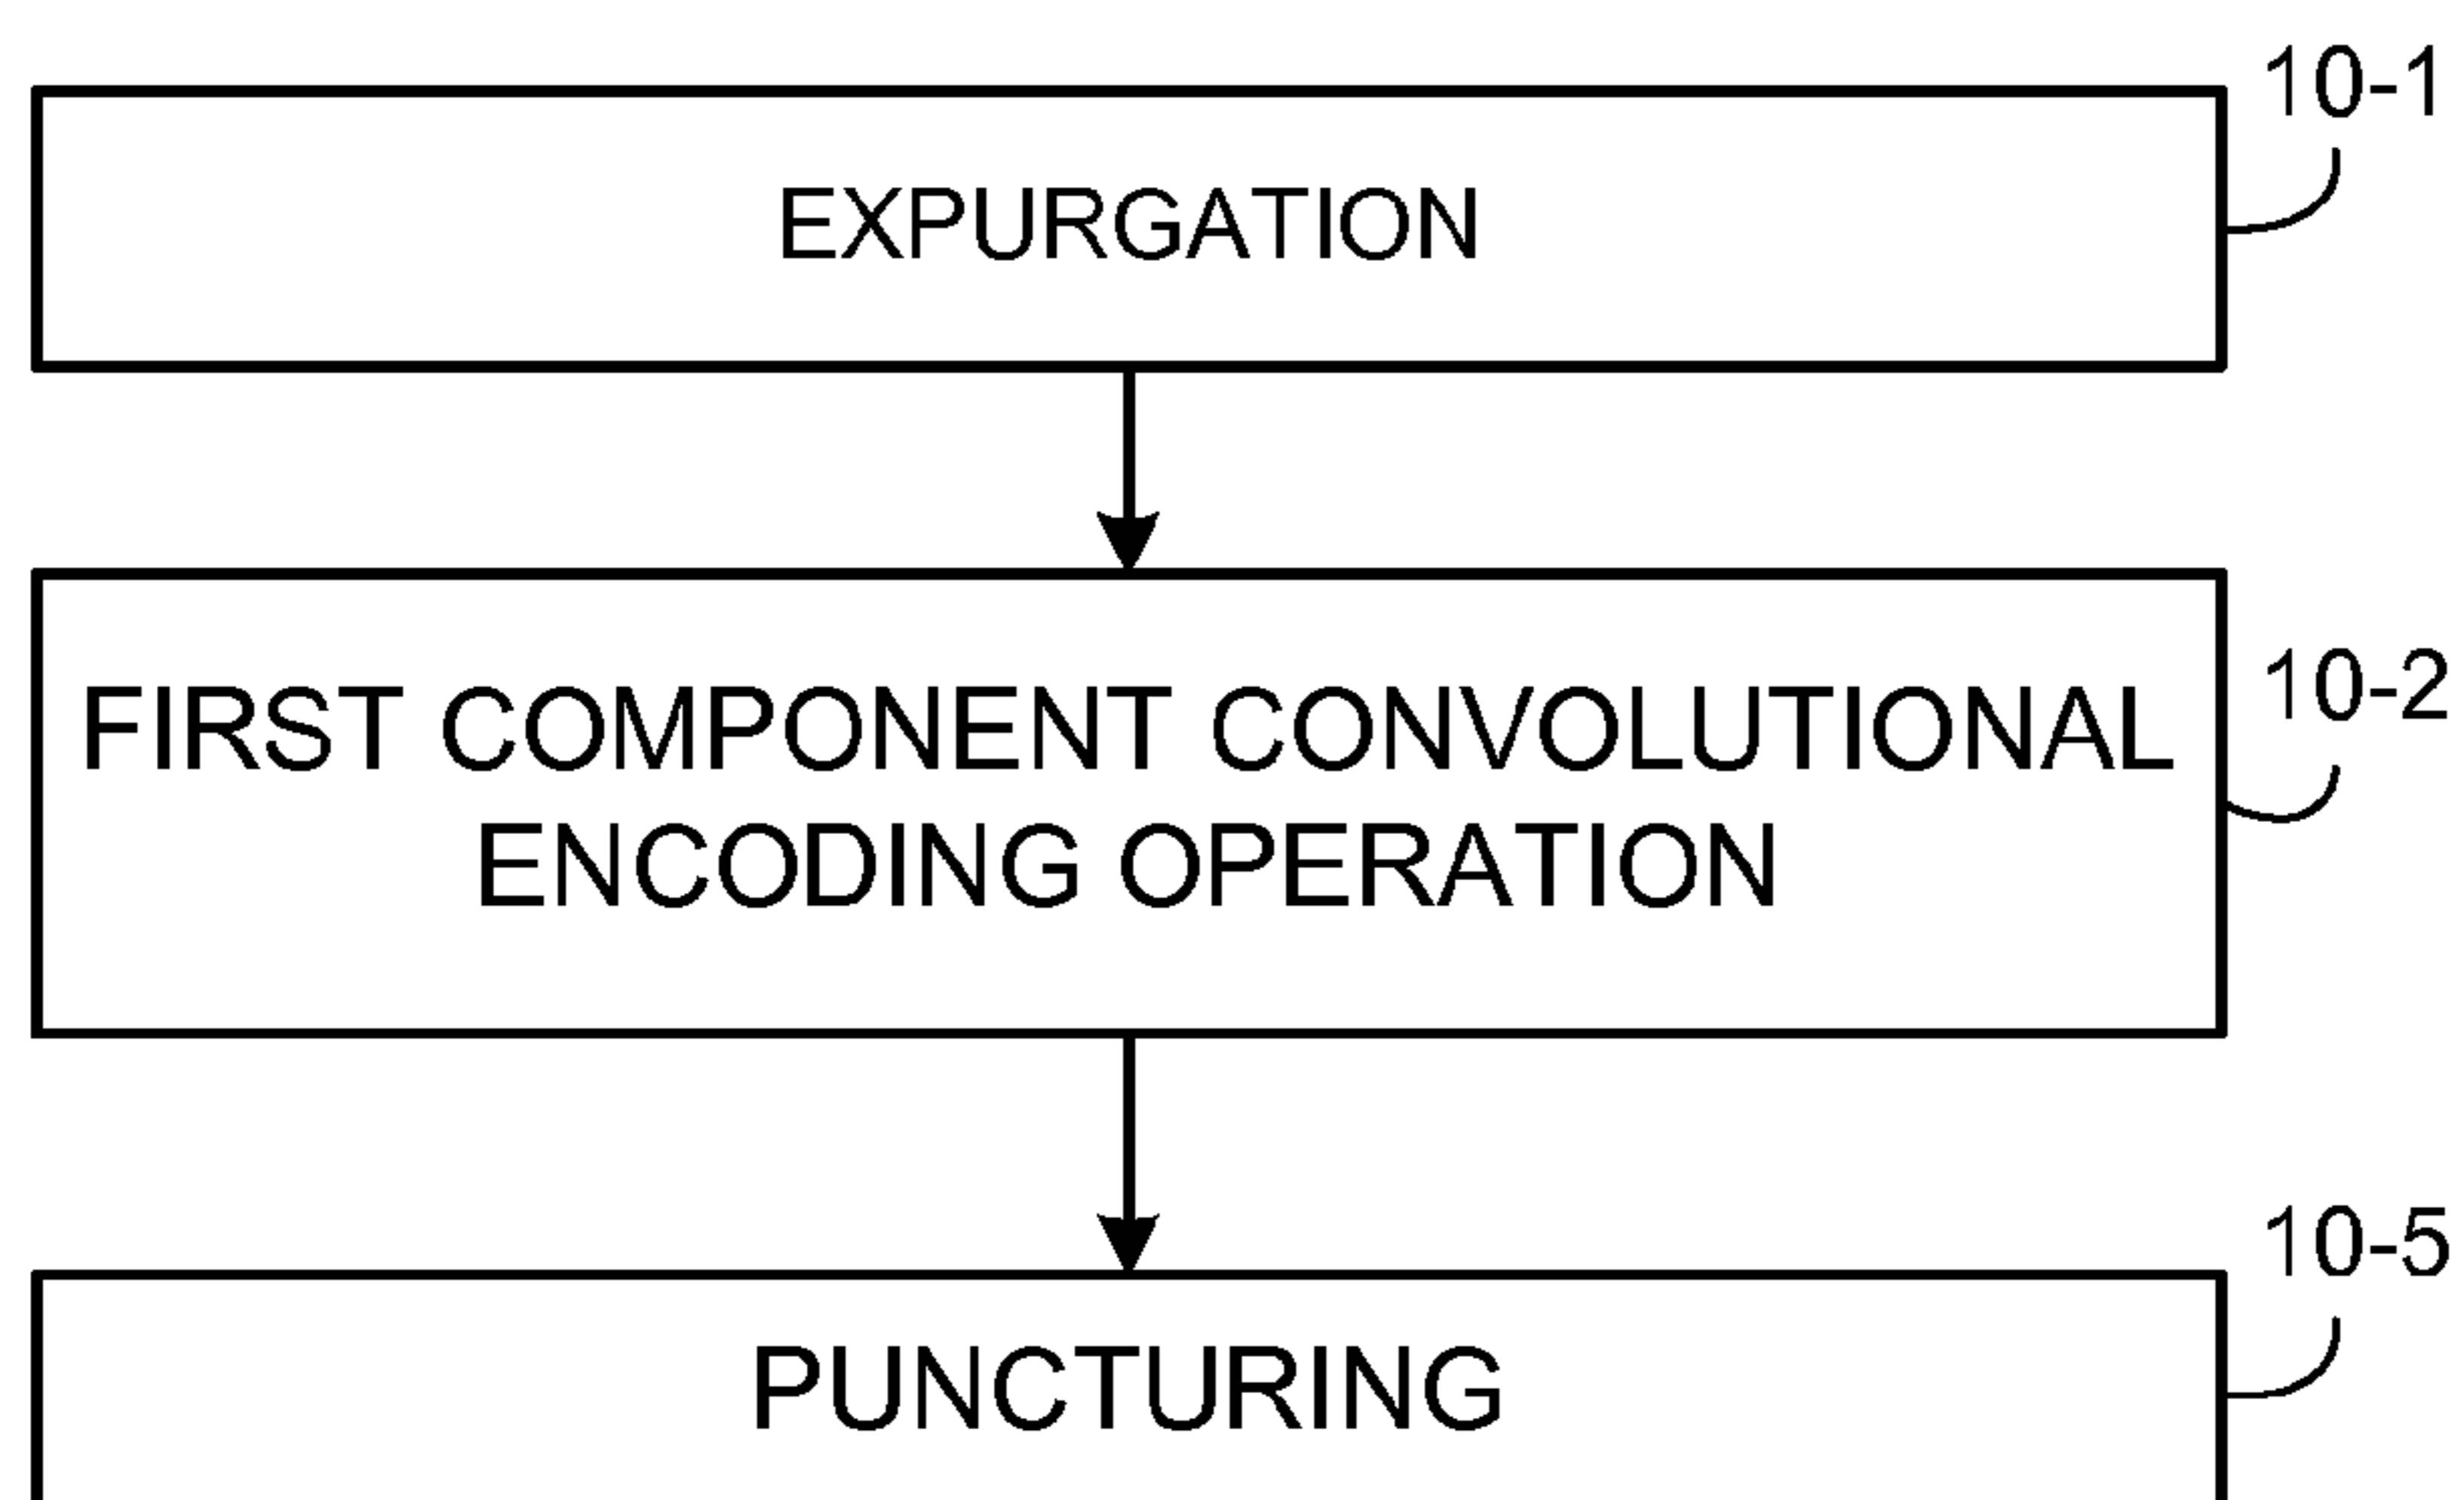 10-1
EXPURGATION
10-2
FIRST COMPONENT CONVOLUTIONAL
ENCODING OPERATION
10-5
PUNCTURING